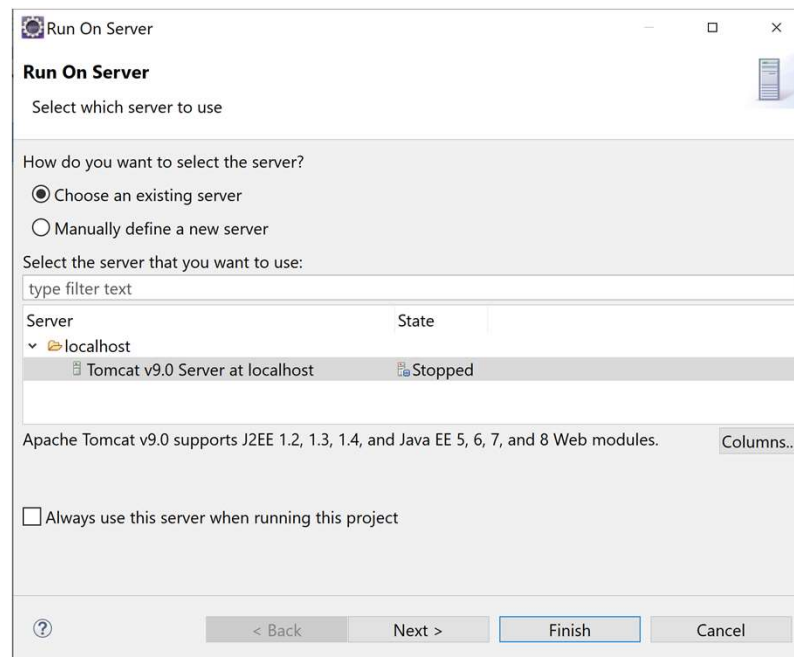 Run On Server
Run On Server
Select which server to use
How do you want to select the server?
Choose an existing server
Manually define a new server
Select the server that you want to use:
type filter text
Server State
localhost
Tomcat v9.0 Server at localhost Stopped
Apache Tomcat v9.0 supports J2EE 1.2, 1.3, 1.4, and Java EE 5, 6, 7, and 8 Web modules. Columns..
Always use this server when running this project
? < Back Next > Finish Cancel